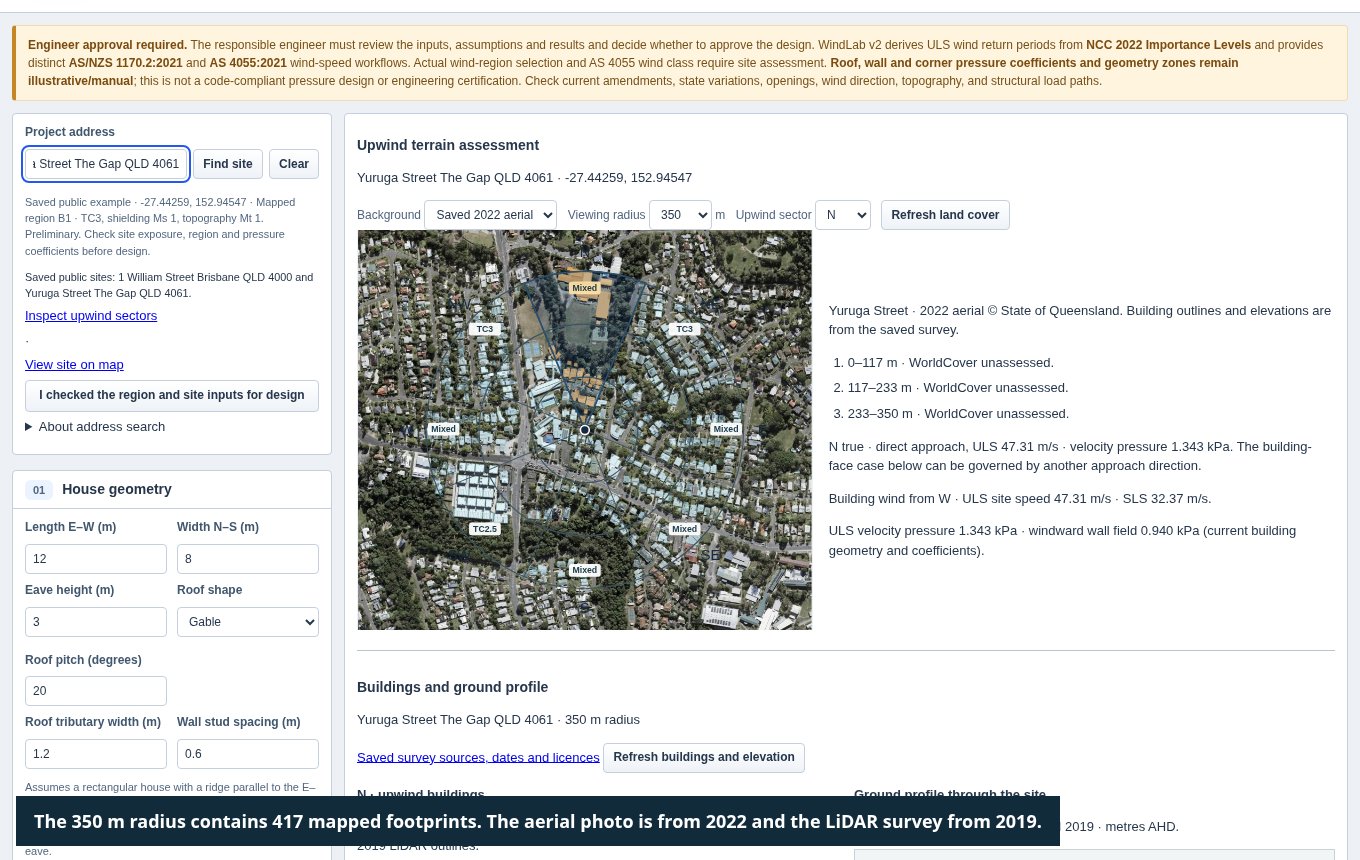 Engineer approval required. The responsible engineer must review the inputs, assumptions and results and decide whether to approve the design. WindLab v2 derives ULS wind return periods from NCC 2022 Importance Levels and provides
distinct AS/NZS 1170.2:2021 and AS 4055:2021 wind-speed workflows. Actual wind-region selection and AS 4055 wind class require site assessment. Roof, wall and corner pressure coefficients and geometry zones remain
illustrative/manual; this is not a code-compliant pressure design or engineering certification. Check current amendments, state variations, openings, wind direction, topography, and structural load paths.
Project address
a Street The Gap QLD 4061
Find site
Clear
Saved public example · -27.44259, 152.94547 · Mapped
region B1 · TC3, shielding Ms 1, topography Mt 1.
Preliminary. Check site exposure, region and pressure
coefficients before design.
Saved public sites: 1 William Street Brisbane QLD 4000 and
Yuruga Street The Gap QLD 4061.
Inspect upwind sectors
·
View site on map
I checked the region and site inputs for design
About address search
01 House geometry
Length E–W (m) Width N–S (m)
12 8
Eave height (m) Roof shape
3 Gable
Roof pitch (degrees)
20
Roof tributary width (m) Wall stud spacing (m)
1.2 0.6
Assumes a rectangular house with a ridge parallel to the E–
eave.
Upwind terrain assessment
Yuruga Street The Gap QLD 4061 · -27.44259, 152.94547
Background Saved 2022 aerial Viewing radius 350 m Upwind sector N Refresh land cover
Mixed
TC3 TC3
Mixed Mixed
TC2.5 Mixed
SE
Mixed
Yuruga Street · 2022 aerial © State of Queensland. Building outlines and elevations are
from the saved survey.
1. 0–117 m · WorldCover unassessed.
2. 117–233 m · WorldCover unassessed.
3. 233–350 m · WorldCover unassessed.
N true · direct approach, ULS 47.31 m/s · velocity pressure 1.343 kPa. The building-
face case below can be governed by another approach direction.
Building wind from W · ULS site speed 47.31 m/s · SLS 32.37 m/s.
ULS velocity pressure 1.343 kPa · windward wall field 0.940 kPa (current building
geometry and coefficients).
Buildings and ground profile
Yuruga Street The Gap QLD 4061 · 350 m radius
Saved survey sources, dates and licences Refresh buildings and elevation
N · upwind buildings
2019 LiDAR outlines.
Ground profile through the site
2019 · metres AHD.
The 350 m radius contains 417 mapped footprints. The aerial photo is from 2022 and the LiDAR survey from 2019.